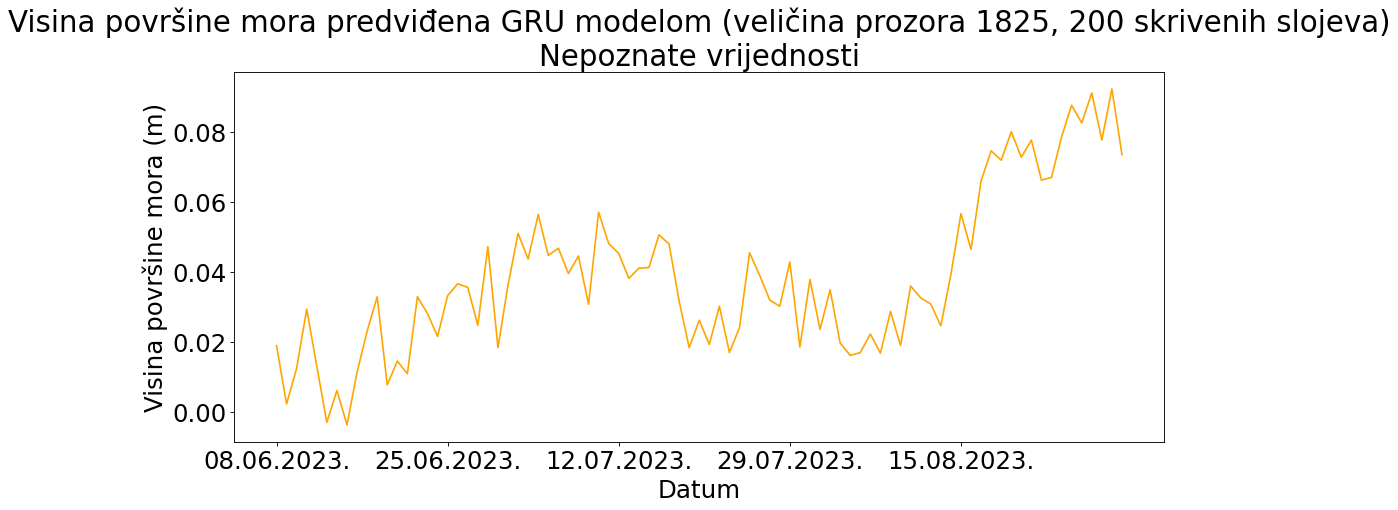 Visina površine mora predviđena GRU modelom (veličina prozora 1825, 200 skrivenih slojeva)
Nepoznate vrijednosti
Visina površine mora (m)
0.08
0.06
0.04
0.02
0.00
08.06.2023. 25.06.2023. 12.07.2023. 29.07.2023. 15.08.2023.
Datum